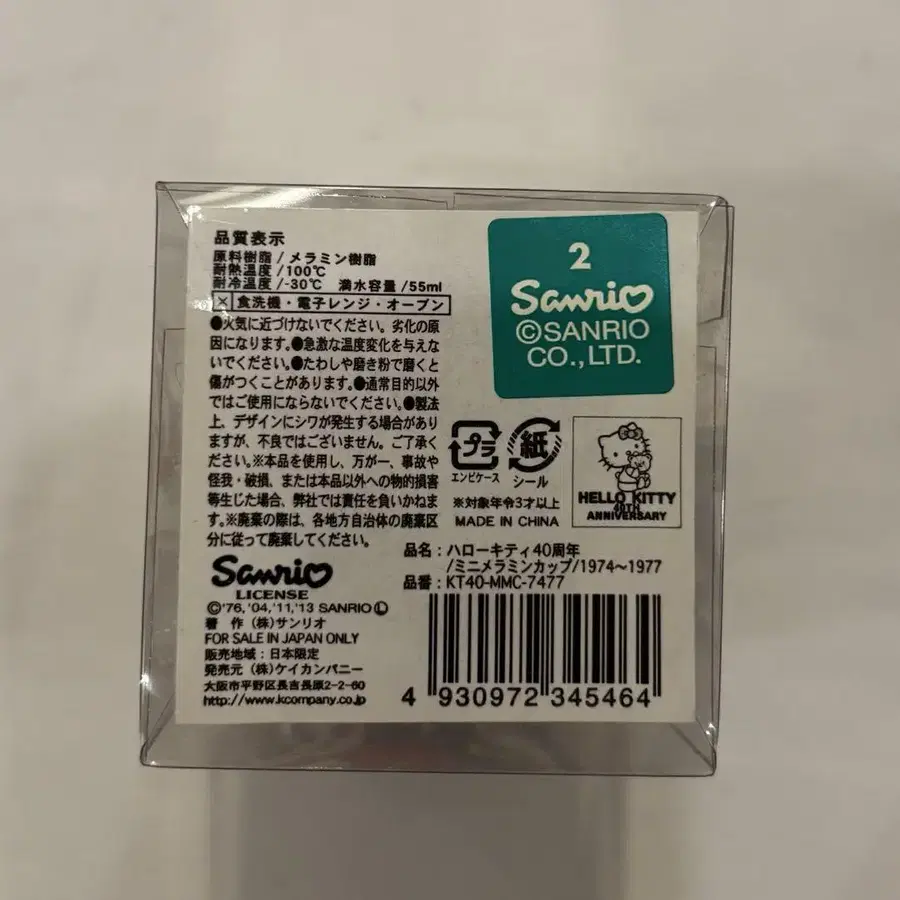 品質表示
原料樹脂/メラミン樹脂
耐熱温度/100℃
耐冷温度/-30℃ 満水容量/55ml
× 食洗機・電子レンジ・オーブン
●火気に近づけないでください。劣化の原
因になります。●急激な温度変化を与えな
いでください。●たわしや磨き粉で磨くと
傷がつくことがあります。●通常目的以外
ではご使用にならないでください。●製法
上、デザインにシワが発生する場合があり
ますが、不良ではございません。ご了承く
ださい。※本品を使用し、万が一、事故や
怪我・破損、または本品以外への物的損害
等生じた場合、弊社では責任を負いかねま
す。※廃棄の際は、各地方自治体の廃棄区
分に従って廃棄してください。
Sanrio
LICENSE
©'76,'04,'11,'13 SANRIO Ⓛ
著作(株)サンリオ
FOR SALE IN JAPAN ONLY
販売地域:日本限定
発売元(株)ケイカンパニー
大阪市平野区長吉長原2-2-60
http://www.kcompany.co.jp
2
Sanrio
©SANRIO
CO.,LTD.
プラ
エンビケース
紙
シール
※対象年令3才以上
MADE IN CHINA
HELLO KITTY
40TH
ANNIVERSARY
品名:ハローキティ40周年
/ミニメラミンカップ/1974〜1977
品番:KT40-MMC-7477
4 930972 345464